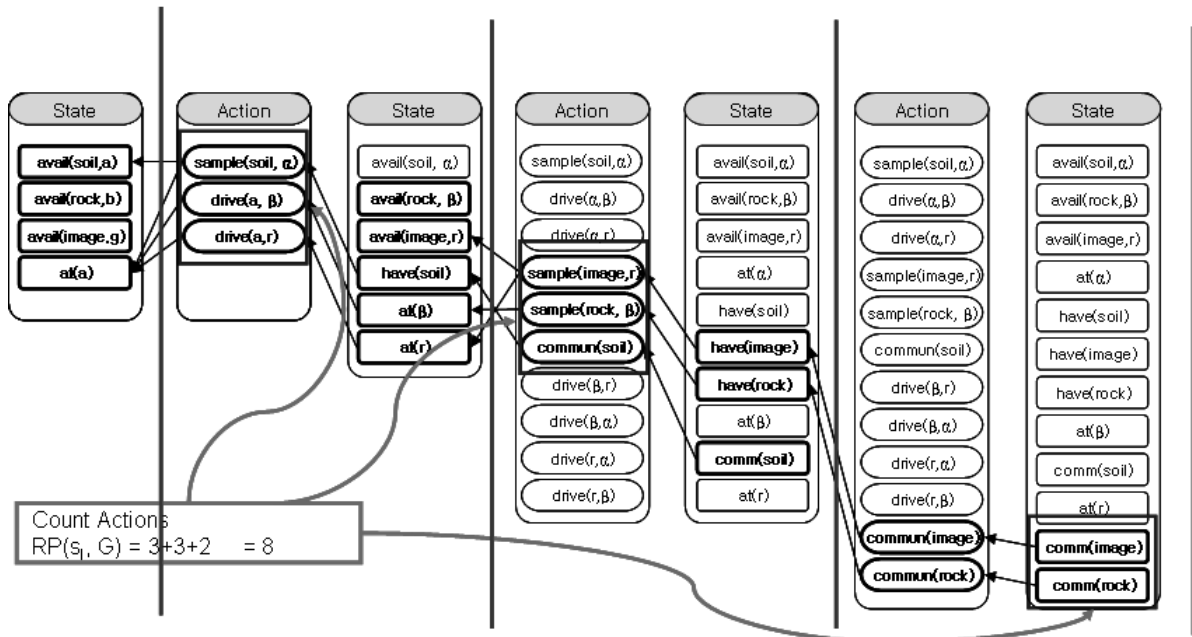 State
avail(soil,a)
avail(rock,b)
avail(image,g)
at(a)
Action
sample(soil, α)
drive(a, β)
drive(a,r)
State
avail(soil, α)
avail(rock, β)
avail(image,r)
have(soil)
at(β)
at(r)
Action
sample(soil,α)
drive(α,β)
drive(α,r)
sample(image,r)
sample(rock, β)
commun(soil)
drive(β,r)
drive(β,α)
drive(r,α)
drive(r,β)
State
avail(soil,α)
avail(rock,β)
avail(image,r)
at(α)
have(soil)
have(image)
have(rock)
at(β)
comm(soil)
at(r)
Action
sample(soil,α)
drive(α,β)
drive(α,r)
sample(image,r)
sample(rock, β)
commun(soil)
drive(β,r)
drive(β,α)
drive(r,α)
drive(r,β)
commun(image)
commun(rock)
State
avail(soil,α)
avail(rock,β)
avail(image,r)
at(α)
have(soil)
have(image)
have(rock)
at(β)
comm(soil)
at(r)
comm(image)
comm(rock)
Count Actions
RP(s_I, G) = 3+3+2 = 8